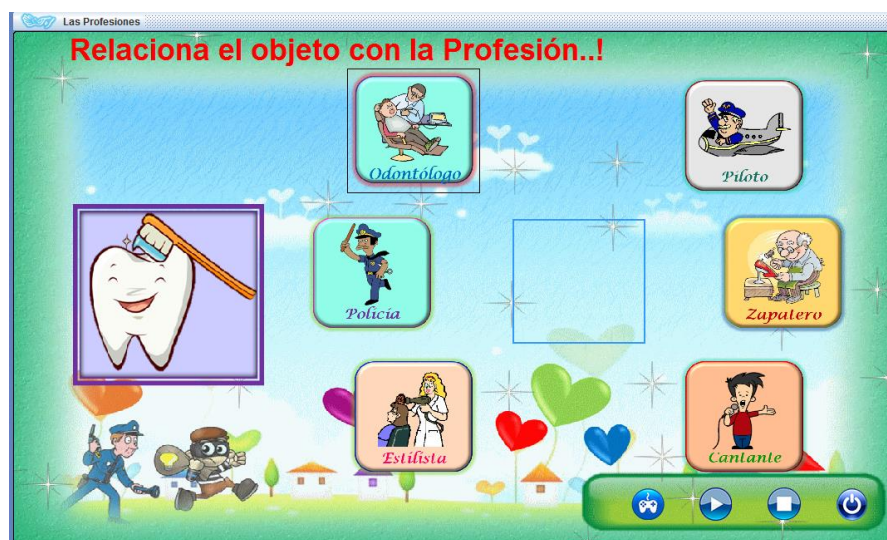 Las Profesiones
Relaciona el objeto con la Profesión..!
Odontólogo
Piloto
Policía
Zapatero
Estilista
Cantante